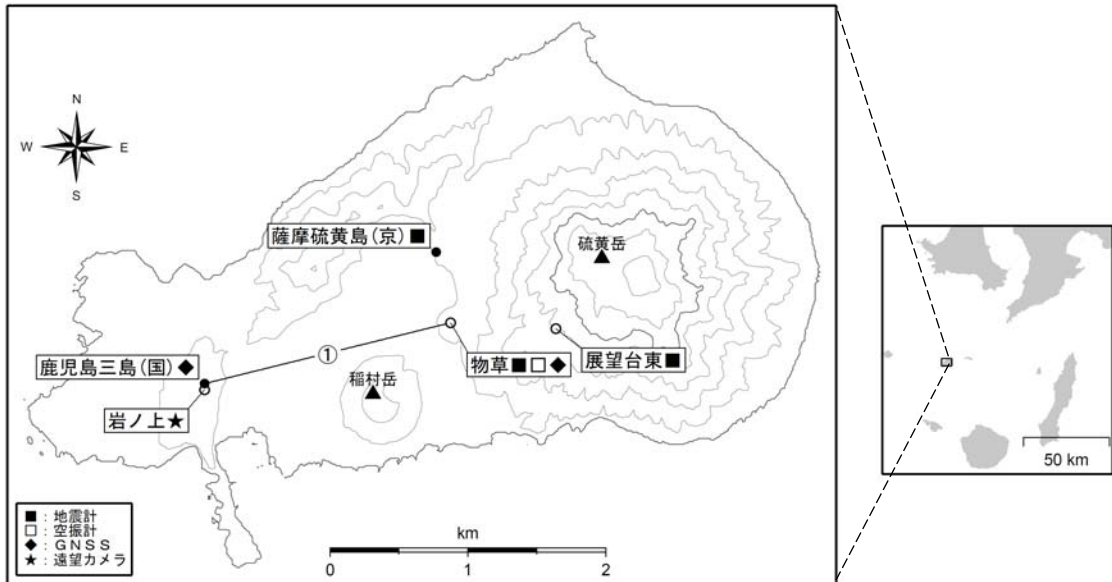 N
W E
S
薩摩硫黄島(京)■
硫黄岳
鹿児島三島(国)◆
①
物草■□◆
展望台東■
稲村岳
岩ノ上★
■:地震計
□:空振計
◆:GNSS
★:遠望カメラ
km
0 1 2
50 km